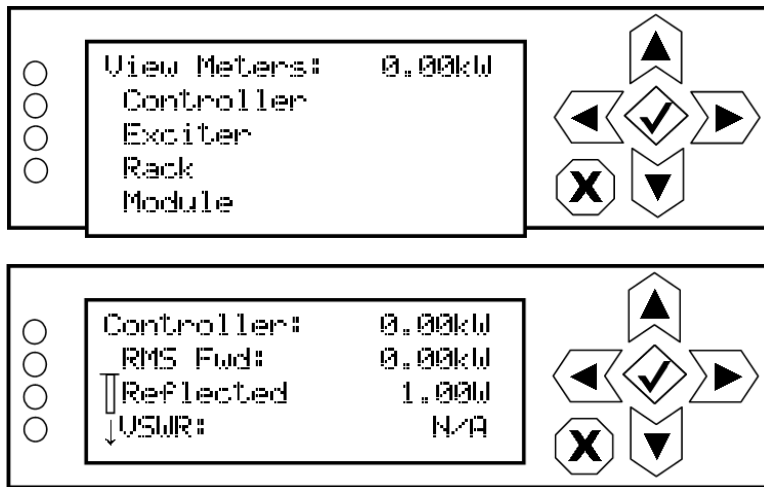 View Meters: 0.00kW
Controller
Exciter
Rack
Module
X
Controller: 0.00kW
RMS Fwd: 0.00kW
Reflected 1.00W
↓VSWR: N/A
X